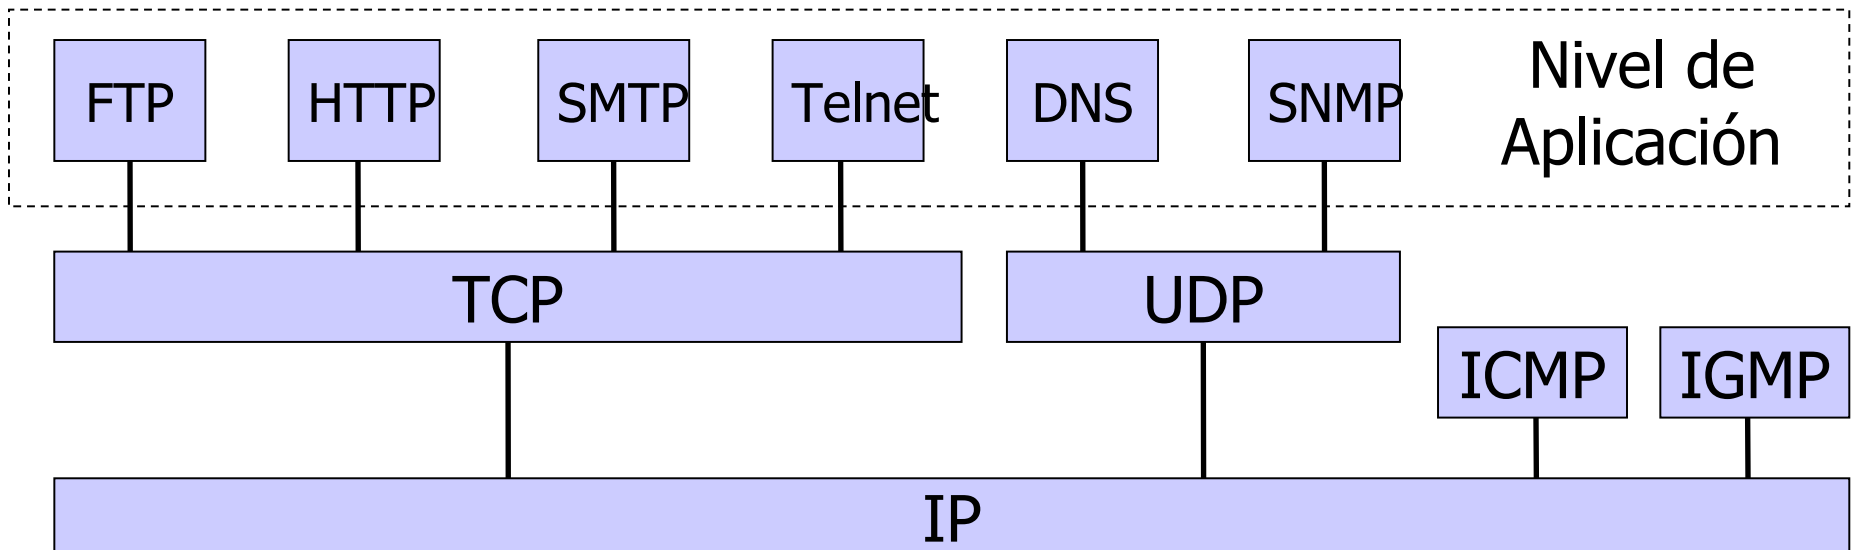 FTP
HTTP
SMTP
Telnet
DNS
SNMP
Nivel de
Aplicación
TCP
UDP
ICMP
IGMP
IP